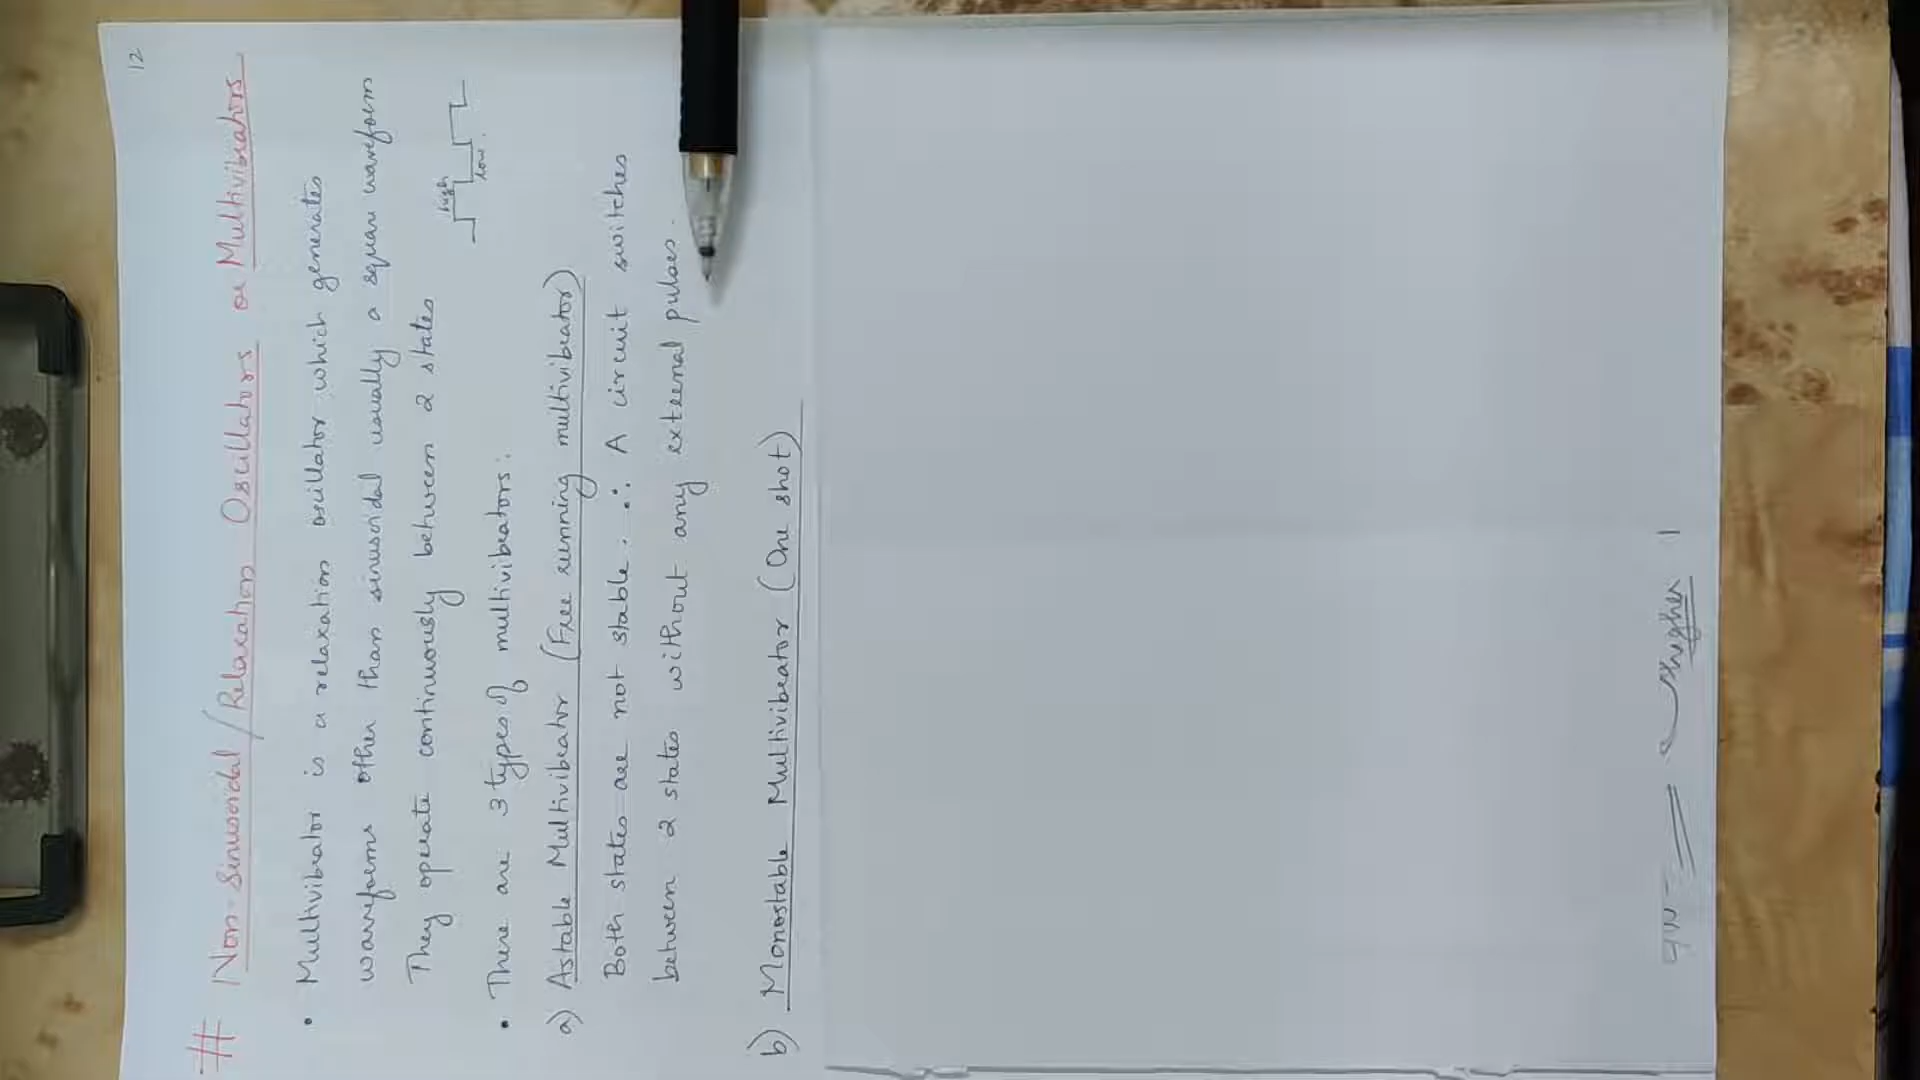 12
# Non-Sinusoidal/Relaxation Oscillators or Multivibrators
• Multivibrator is a relaxation oscillator which generates
waveforms other than sinusoidal usually a square waveform
They operate continuously between 2 states
high
low
• There are 3 types of multivibrators:
a) Astable Multivibrator (Free running multivibrator)
Both states are not stable. ∴ A circuit switches
between 2 states without any external pulses.
b) Monostable Multivibrator (One shot)